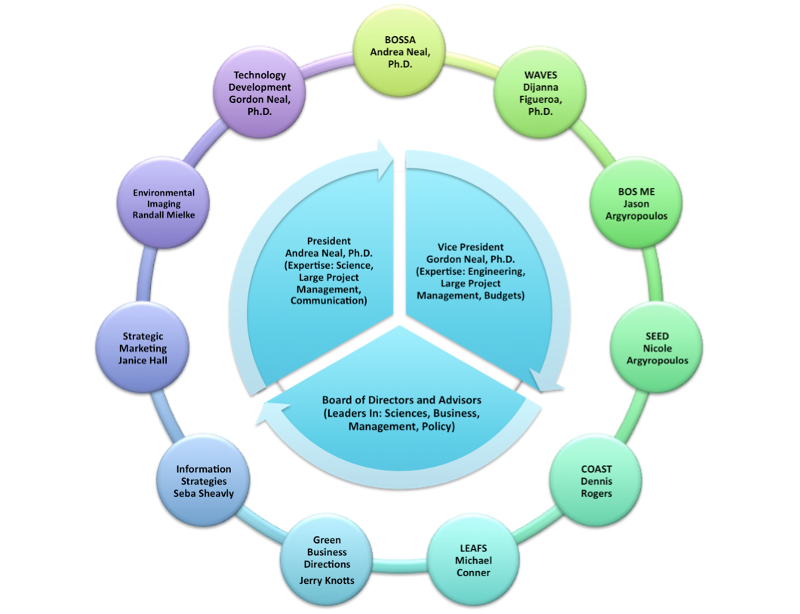 BOSSA
Andrea Neal,
Ph.D.
WAVES
Dijanna
Figueroa,
Ph.D.
BOS ME
Jason
Argyropoulos
SEED
Nicole
Argyropoulos
COAST
Dennis
Rogers
LEAFS
Michael
Conner
Green
Business
Directions
Jerry Knotts
Information
Strategies
Seba Sheavly
Strategic
Marketing
Janice Hall
Environmental
Imaging
Randall Mielke
Technology
Development
Gordon Neal,
Ph.D.
President
Andrea Neal, Ph.D.
(Expertise: Science,
Large Project
Management,
Communication)
Vice President
Gordon Neal, Ph.D.
(Expertise: Engineering,
Large Project
Management, Budgets)
Board of Directors and Advisors
(Leaders In: Sciences, Business,
Management, Policy)